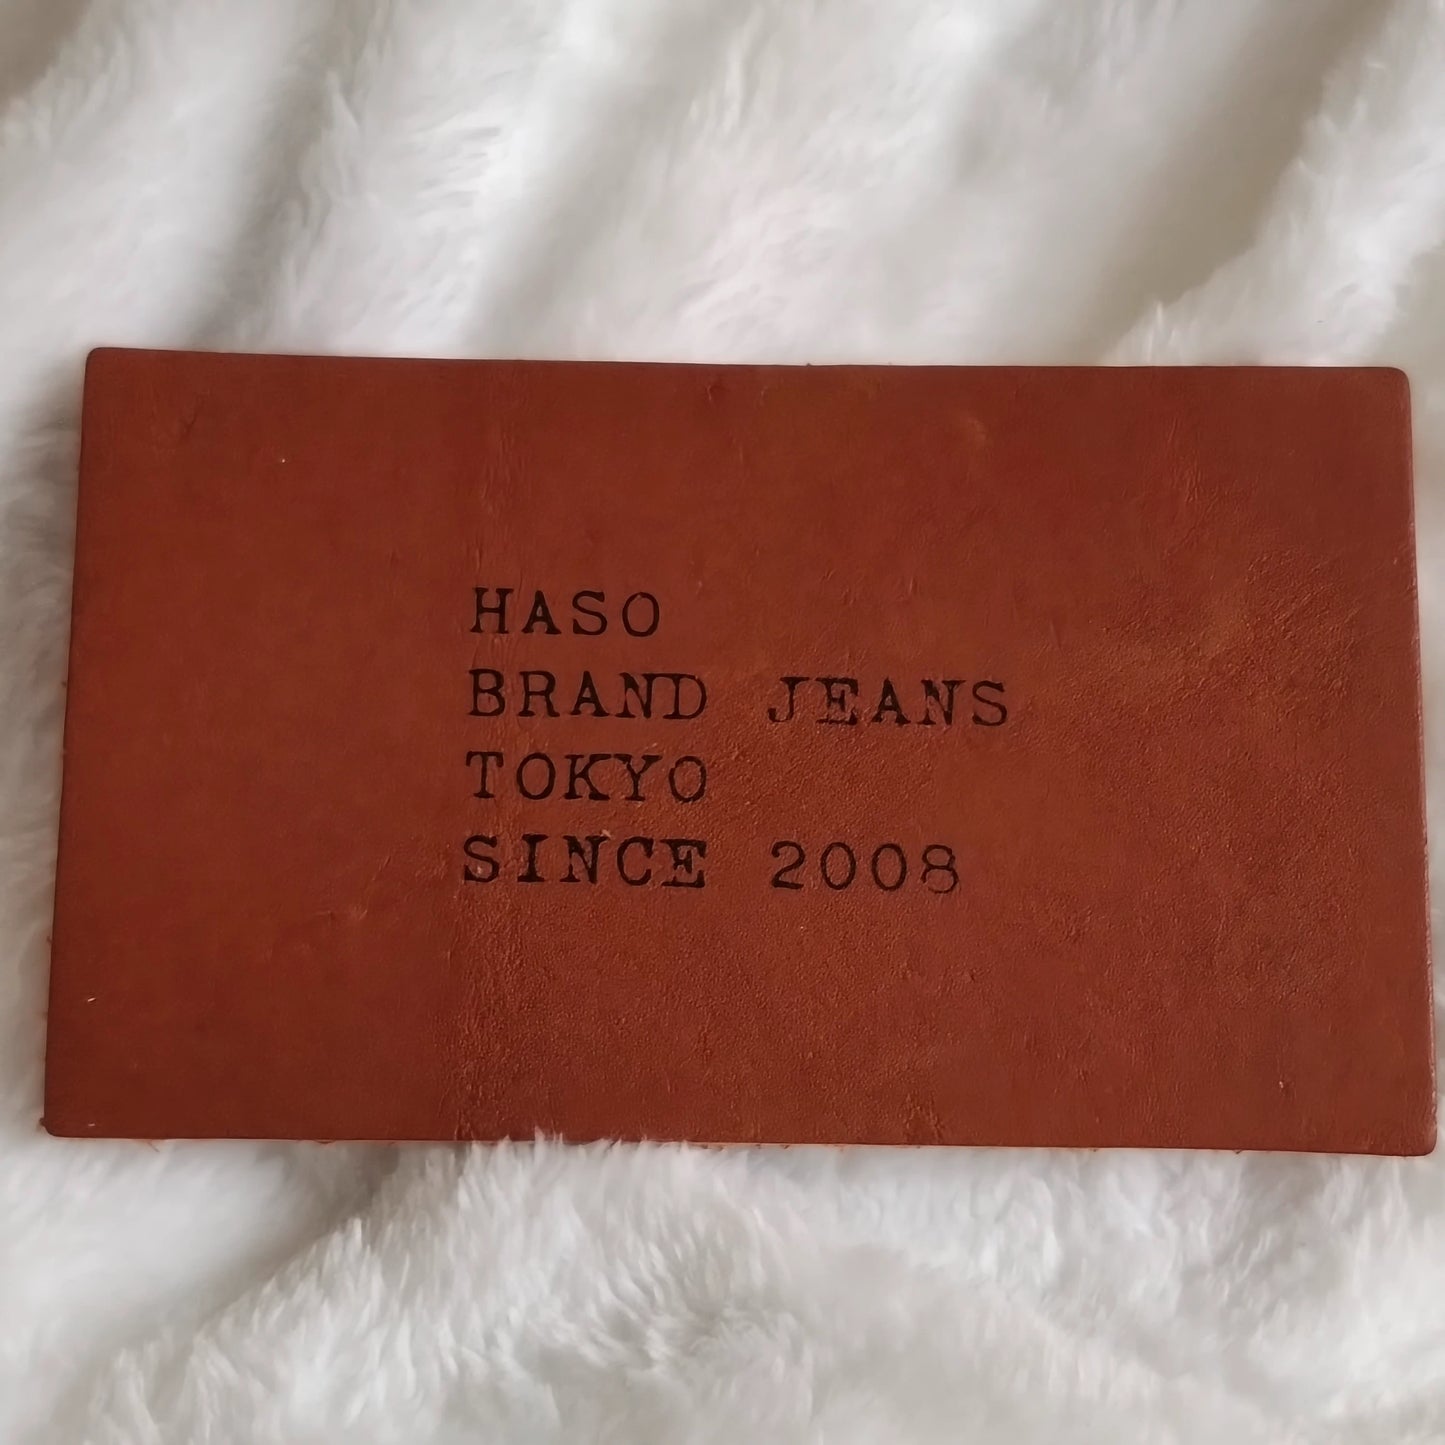 HASO
BRAND JEANS
TOKYO
SINCE 2008